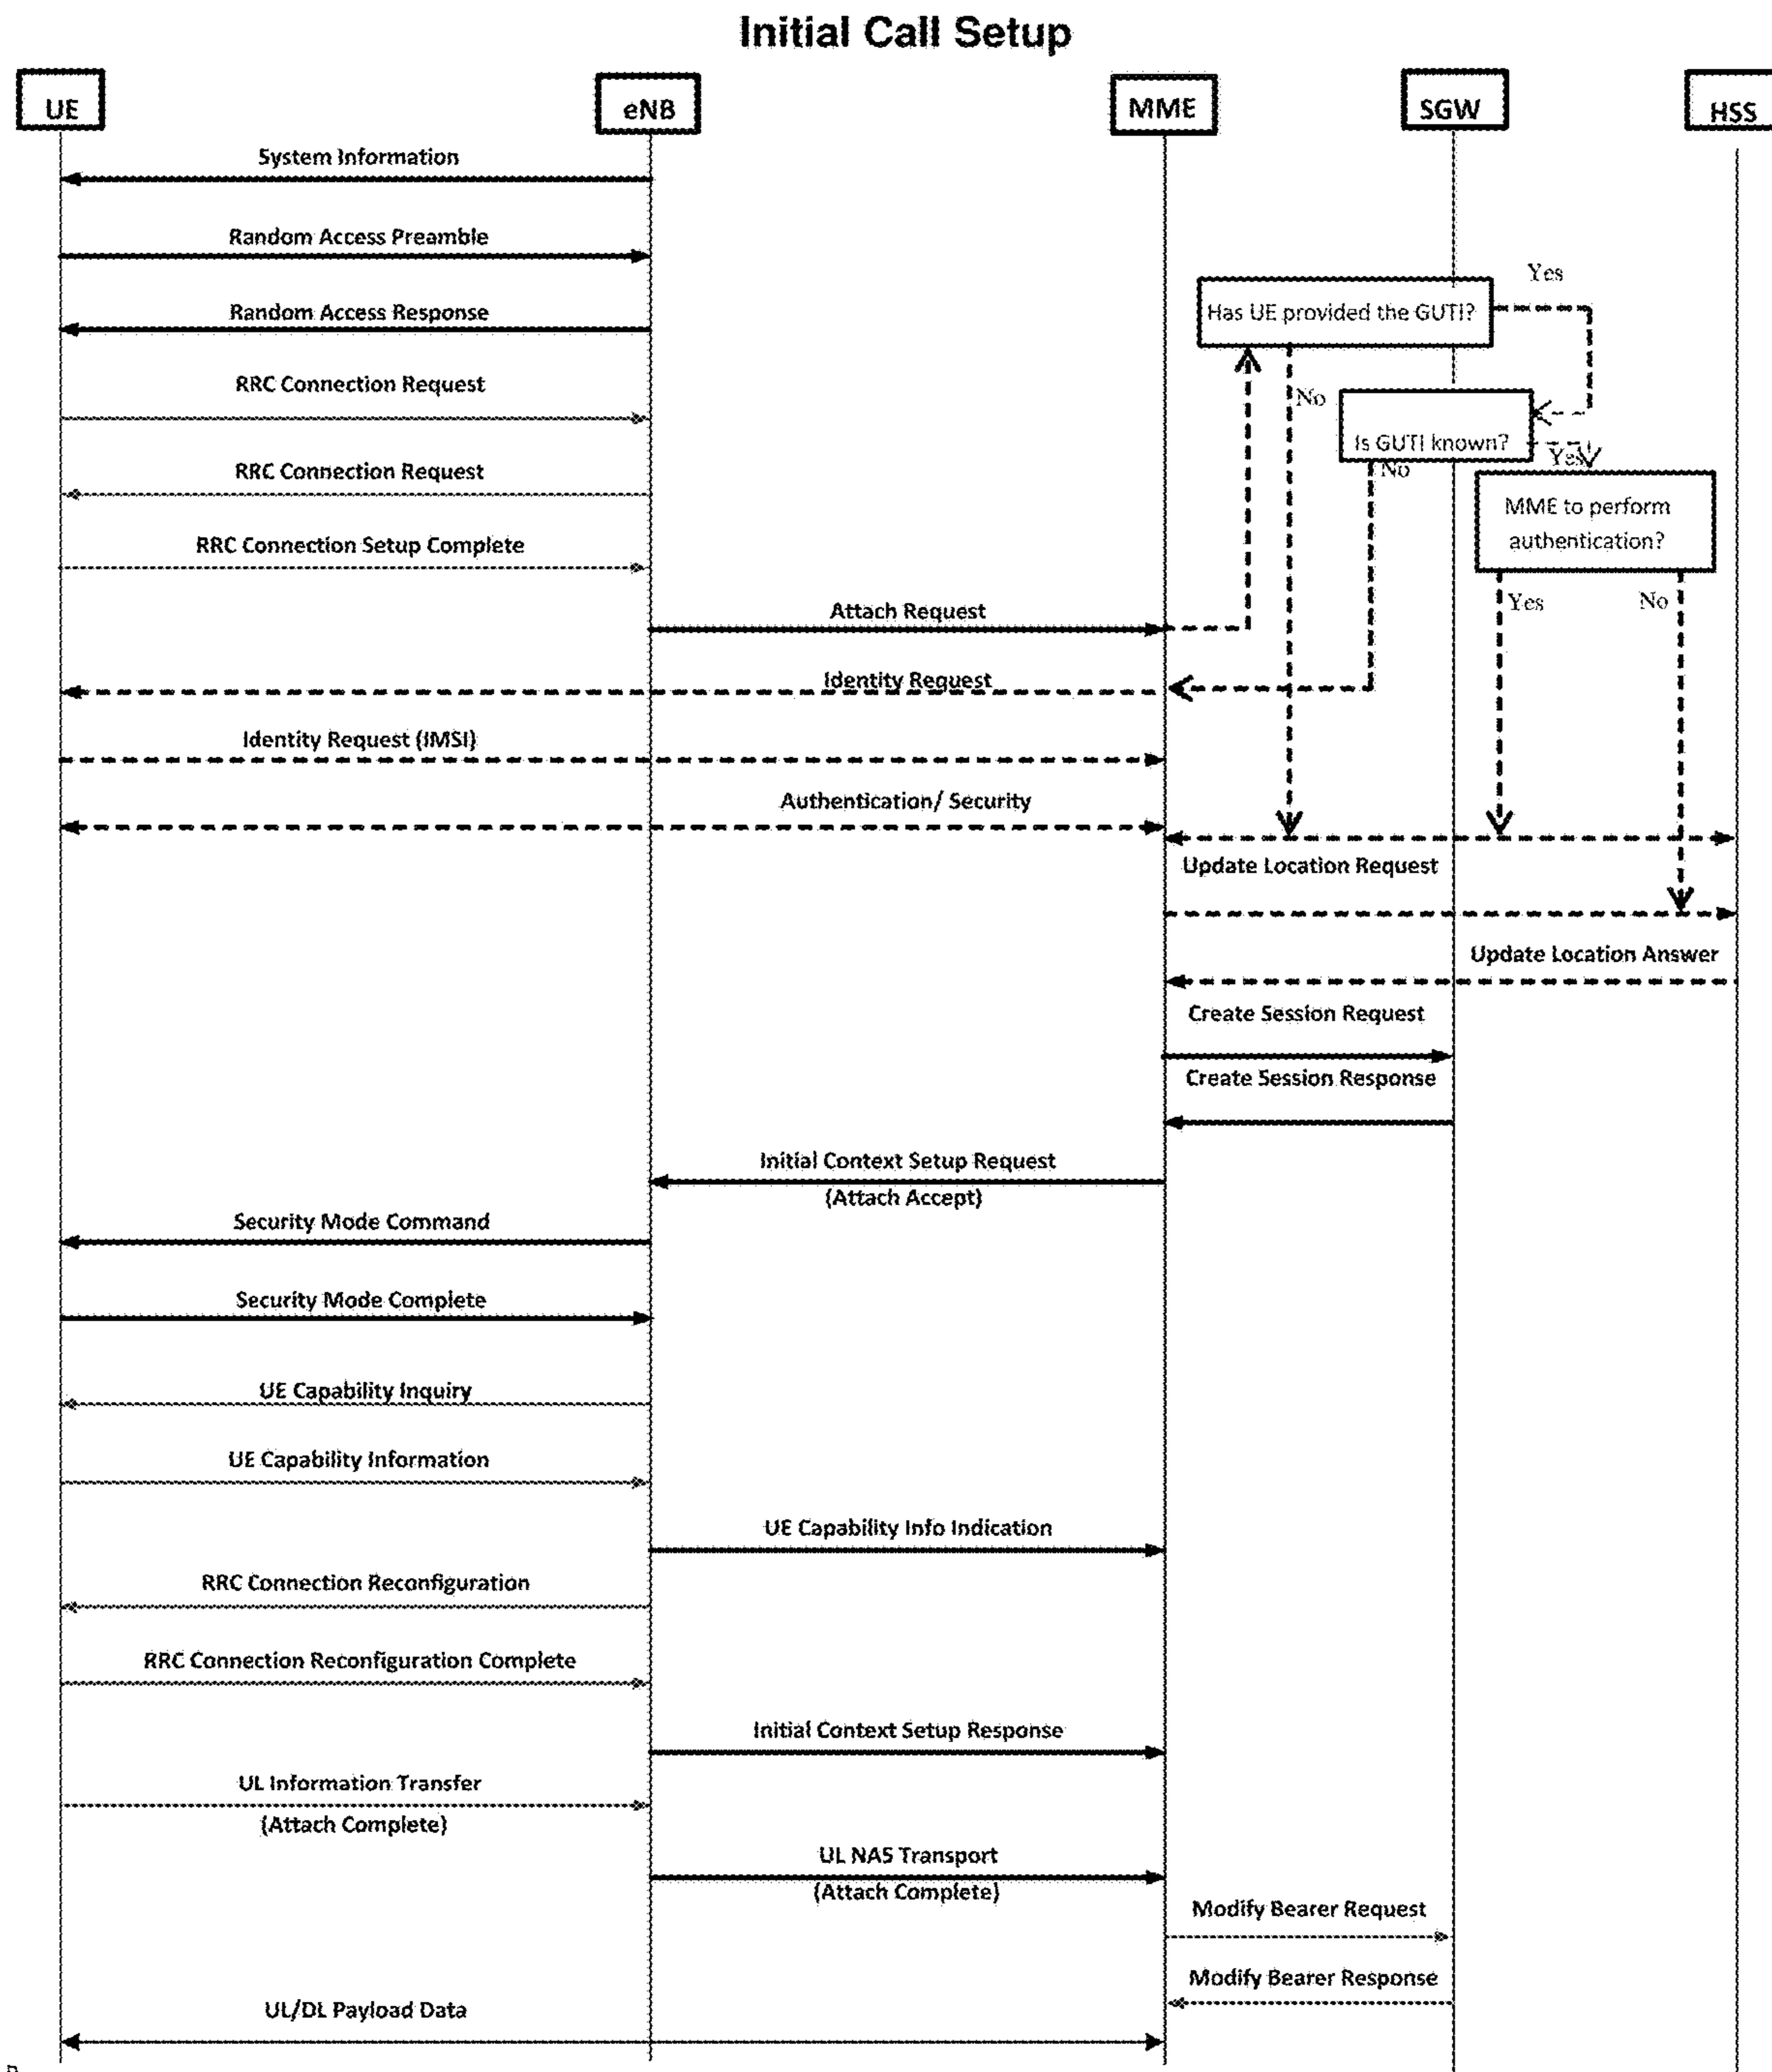 Initial Call Setup
UE
eNB
MME
SGW
HSS
System Information
Random Access Preamble
Yes
Has UE provided the GUTI?
Random Access Response
RRC Connection Request
No
Is GUTI known?
Yes
No
RRC Connection Request
MME to perform
authentication?
RRC Connection Setup Complete
Yes
No
Attach Request
Identity Request
Identity Request (IMSI)
Authentication/ Security
Update Location Request
Update Location Answer
Create Session Request
Create Session Response
Initial Context Setup Request
(Attach Accept)
Security Mode Command
Security Mode Complete
UE Capability Inquiry
UE Capability Information
UE Capability Info Indication
RRC Connection Reconfiguration
RRC Connection Reconfiguration Complete
Initial Context Setup Response
UL Information Transfer
(Attach Complete)
UL NAS Transport
(Attach Complete)
Modify Bearer Request
Modify Bearer Response
UL/DL Payload Data